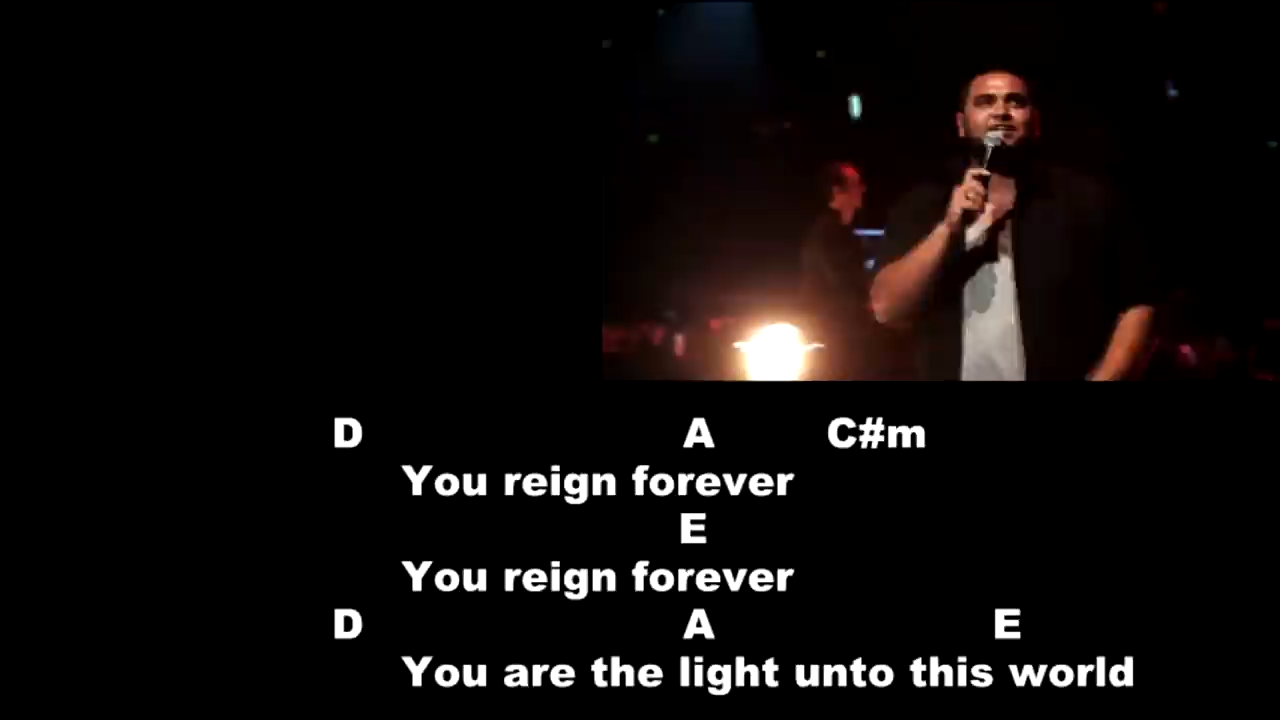 D A C#m
You reign forever
E
You reign forever
D A E
You are the light unto this world